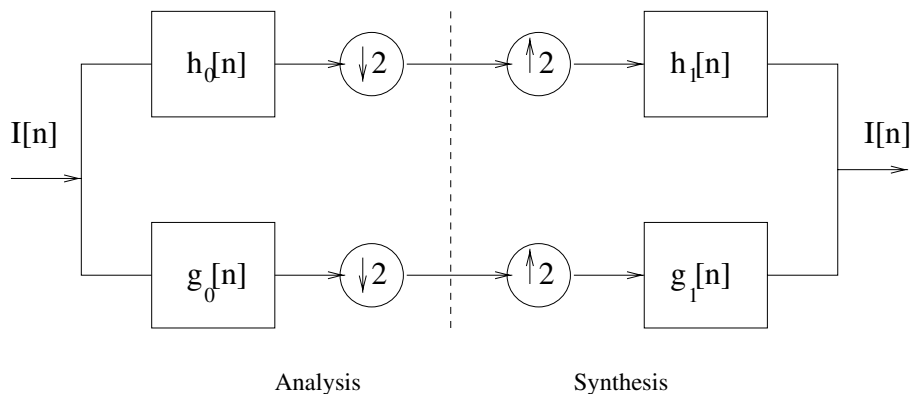 h₀[n] ↓2 ↑2 h₁[n]
I[n] I[n]
g₀[n] ↓2 ↑2 g₁[n]
Analysis Synthesis